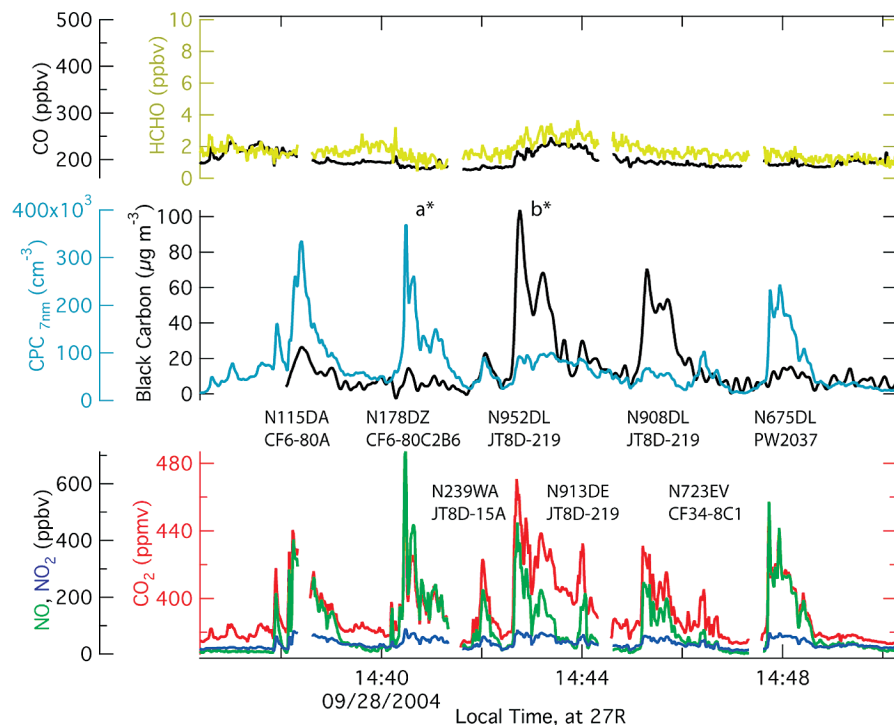 500
400
300
200
CO (ppbv)
10
8
6
4
2
0
HCHO (ppbv)
400x10³
300
200
100
0
CPC 7nm (cm⁻³)
100
80
60
40
20
0
Black Carbon (µg m⁻³)
a*
b*
N115DA
CF6-80A
N178DZ
CF6-80C2B6
N952DL
JT8D-219
N908DL
JT8D-219
N675DL
PW2037
600
400
200
0
NO, NO₂ (ppbv)
480
440
400
CO₂ (ppmv)
N239WA
JT8D-15A
N913DE
JT8D-219
N723EV
CF34-8C1
14:40
14:44
14:48
09/28/2004
Local Time, at 27R